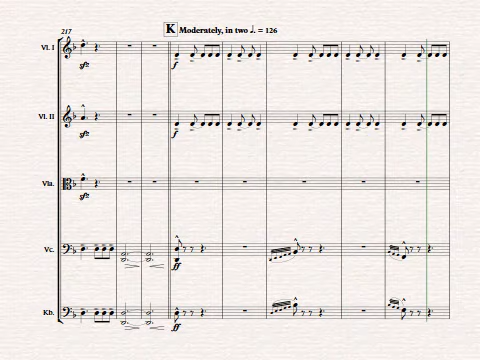 217
K Moderately, in two ♩. = 126
Vl. I
sfz
f
Vl. II
sfz
f
Vla.
sfz
Vc.
ff
Kb.
ff